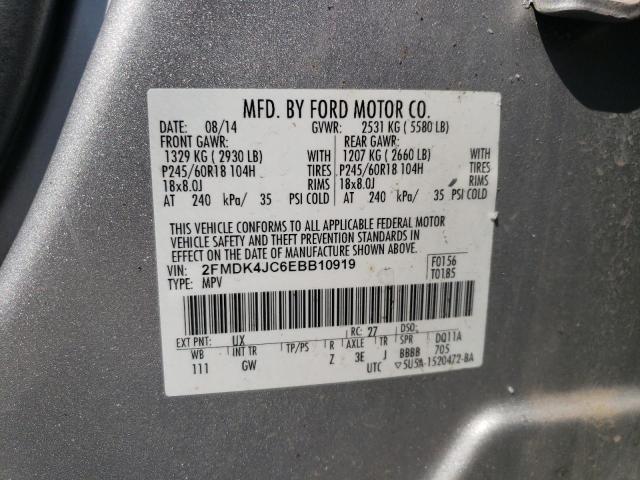 MFD. BY FORD MOTOR CO.
DATE: 08/14 GVWR: 2531 KG ( 5580 LB)
FRONT GAWR: REAR GAWR:
1329 KG ( 2930 LB) WITH 1207 KG ( 2660 LB) WITH
P245/60R18 104H TIRES P245/60R18 104H TIRES
18x8.0J RIMS 18x8.0J RIMS
AT 240 kPa/ 35 PSI COLD AT 240 kPa/ 35 PSI COLD
THIS VEHICLE CONFORMS TO ALL APPLICABLE FEDERAL MOTOR
VEHICLE SAFETY AND THEFT PREVENTION STANDARDS IN
EFFECT ON THE DATE OF MANUFACTURE SHOWN ABOVE.
VIN: 2FMDK4JC6EBB10919 F0156
TYPE: MPV T0185
EXT PNT: UX RC: 27 DSO:
WB INT TR TP/PS R AXLE TR SPR DQ11A
111 GW Z 3E J BBBB 705
UTC ▽5U5A-1520472-BA